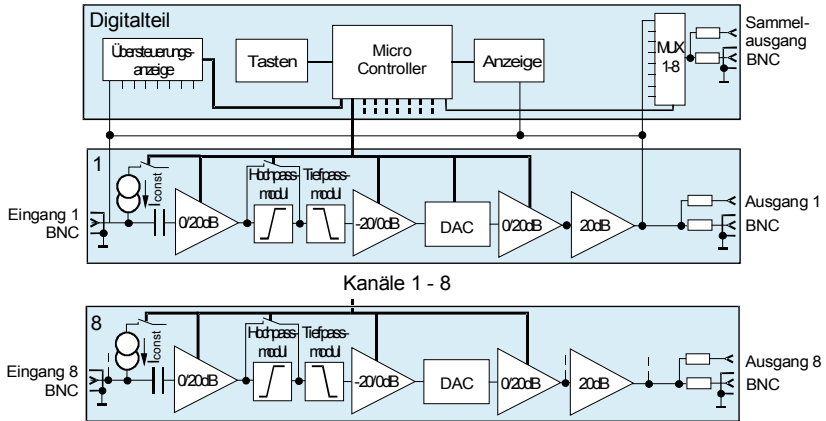 Digitalteil
Übersteuerungs-
anzeige
Tasten
Micro
Controller
Anzeige
MUX
1-8
Sammel-
ausgang
BNC
1
Iconst
Hochpass-
modul
Tiefpass-
modul
Eingang 1
BNC
0/20dB
-20/0dB
DAC
0/20dB
20dB
Ausgang 1
BNC
Kanäle 1 - 8
8
Iconst
Hochpass-
modul
Tiefpass-
modul
Eingang 8
BNC
0/20dB
-20/0dB
DAC
0/20dB
20dB
Ausgang 8
BNC